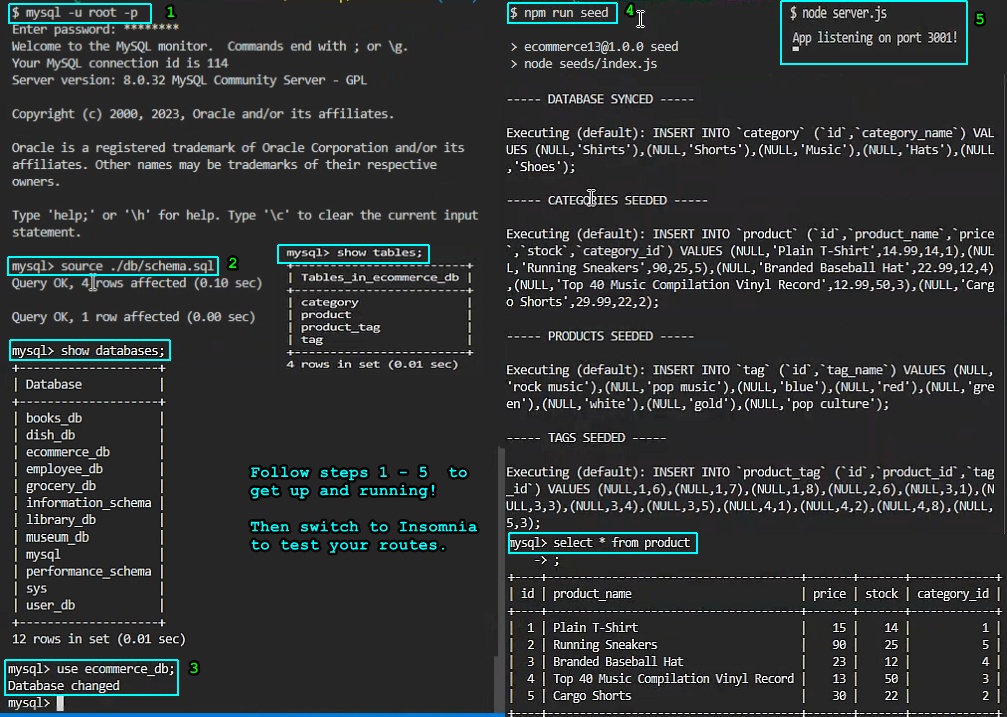 $ mysql -u root -p 1
Enter password: ********
Welcome to the MySQL monitor.  Commands end with ; or \g.
Your MySQL connection id is 114
Server version: 8.0.32 MySQL Community Server - GPL
Copyright (c) 2000, 2023, Oracle and/or its affiliates.
Oracle is a registered trademark of Oracle Corporation and/or its
affiliates. Other names may be trademarks of their respective
owners.
Type 'help;' or '\h' for help. Type '\c' to clear the current input
statement.
mysql> source ./db/schema.sql 2
Query OK, 4 rows affected (0.10 sec)
Query OK, 1 row affected (0.00 sec)
mysql> show databases;
+--------------------+
| Database           |
+--------------------+
| books_db           |
| dish_db            |
| ecommerce_db       |
| employee_db        |
| grocery_db         |
| information_schema |
| library_db         |
| museum_db          |
| mysql              |
| performance_schema |
| sys                |
| user_db            |
+--------------------+
12 rows in set (0.01 sec)
mysql> use ecommerce_db; 3
Database changed
mysql>
mysql> show tables;
+------------------------+
| Tables_in_ecommerce_db |
+------------------------+
| category               |
| product                |
| product_tag            |
| tag                    |
+------------------------+
4 rows in set (0.01 sec)
Follow steps 1 - 5  to
get up and running!
Then switch to Insomnia
to test your routes.
$ npm run seed 4
> ecommerce13@1.0.0 seed
> node seeds/index.js
----- DATABASE SYNCED -----
Executing (default): INSERT INTO `category` (`id`,`category_name`) VAL
UES (NULL,'Shirts'),(NULL,'Shorts'),(NULL,'Music'),(NULL,'Hats'),(NULL
,'Shoes');
----- CATEGORIES SEEDED -----
Executing (default): INSERT INTO `product` (`id`,`product_name`,`price
`,`stock`,`category_id`) VALUES (NULL,'Plain T-Shirt',14.99,14,1),(NUL
L,'Running Sneakers',90,25,5),(NULL,'Branded Baseball Hat',22.99,12,4)
,(NULL,'Top 40 Music Compilation Vinyl Record',12.99,50,3),(NULL,'Carg
o Shorts',29.99,22,2);
----- PRODUCTS SEEDED -----
Executing (default): INSERT INTO `tag` (`id`,`tag_name`) VALUES (NULL,
'rock music'),(NULL,'pop music'),(NULL,'blue'),(NULL,'red'),(NULL,'gre
en'),(NULL,'white'),(NULL,'gold'),(NULL,'pop culture');
----- TAGS SEEDED -----
Executing (default): INSERT INTO `product_tag` (`id`,`product_id`,`tag
_id`) VALUES (NULL,1,6),(NULL,1,7),(NULL,1,8),(NULL,2,6),(NULL,3,1),(N
ULL,3,3),(NULL,3,4),(NULL,3,5),(NULL,4,1),(NULL,4,2),(NULL,4,8),(NULL,
5,3);
mysql> select * from product
    -> ;
+----+---------------------------------------+-------+-------+-------------+
| id | product_name                          | price | stock | category_id |
+----+---------------------------------------+-------+-------+-------------+
|  1 | Plain T-Shirt                         |    15 |    14 |           1 |
|  2 | Running Sneakers                      |    90 |    25 |           5 |
|  3 | Branded Baseball Hat                  |    23 |    12 |           4 |
|  4 | Top 40 Music Compilation Vinyl Record |    13 |    50 |           3 |
|  5 | Cargo Shorts                          |    30 |    22 |           2 |
+----+---------------------------------------+-------+-------+-------------+
$ node server.js 5
App listening on port 3001!